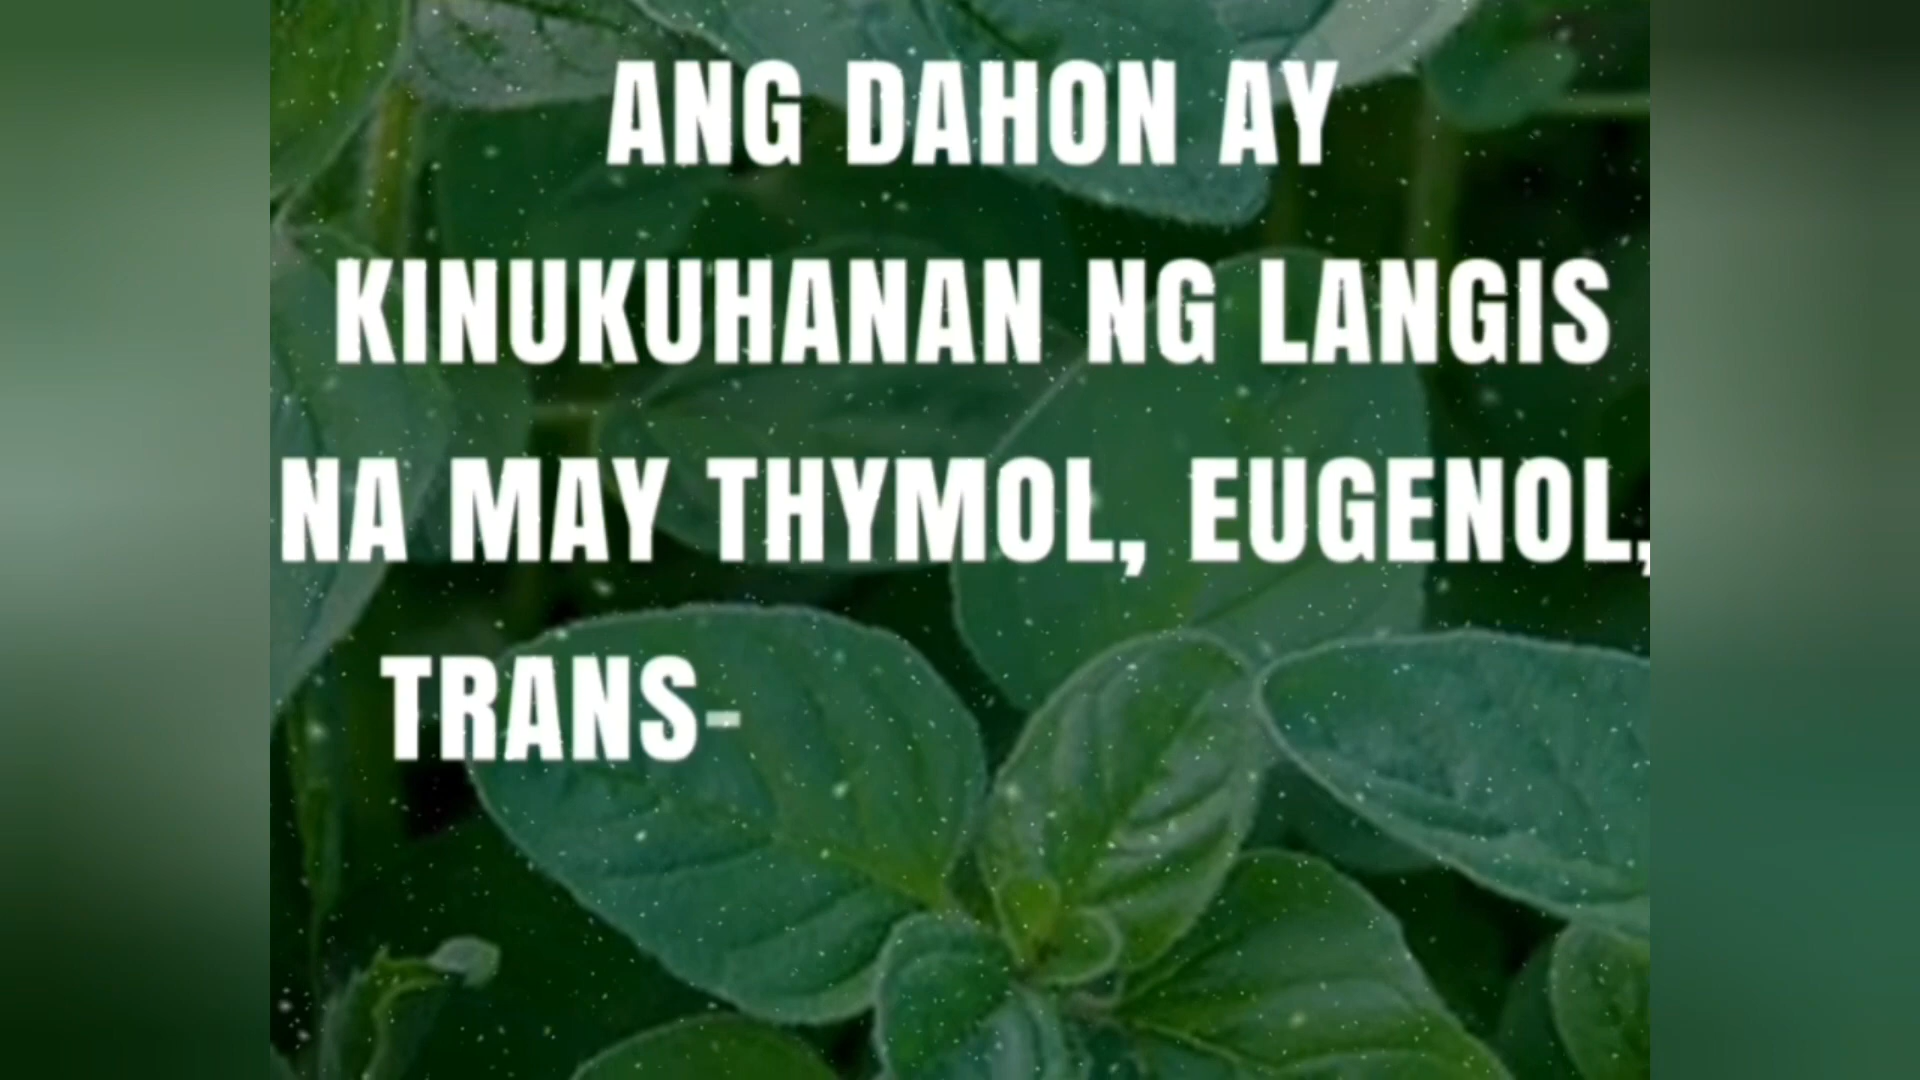 ANG DAHON AY
KINUKUHANAN NG LANGIS
NA MAY THYMOL, EUGENOL,
TRANS-